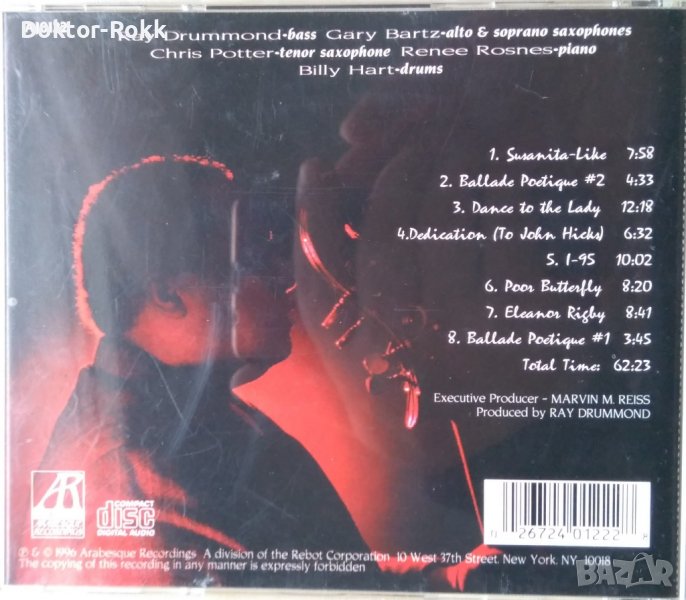 Doktor-Rokk
Ray Drummond-bass Gary Bartz-alto & soprano saxophones
Chris Potter-tenor saxophone Renee Rosnes-piano
Billy Hart-drums
1. Susanita-Like 7:58
2. Ballade Poetique #2 4:33
3. Dance to the Lady 12:18
4.Dedication (To John Hicks) 6:32
5. I-95 10:02
6. Poor Butterfly 8:20
7. Eleanor Rigby 8:41
8. Ballade Poetique #1 3:45
Total Time: 62:23
Executive Producer - MARVIN M. REISS
Produced by RAY DRUMMOND
AR
COMPACT
disc
DIGITAL AUDIO
0 26724 01222 8
℗ & © 1996 Arabesque Recordings A division of the Rebot Corporation 10 West 37th Street, New York, NY 10018
The copying of this recording in any manner is expressly forbidden
BAZAR